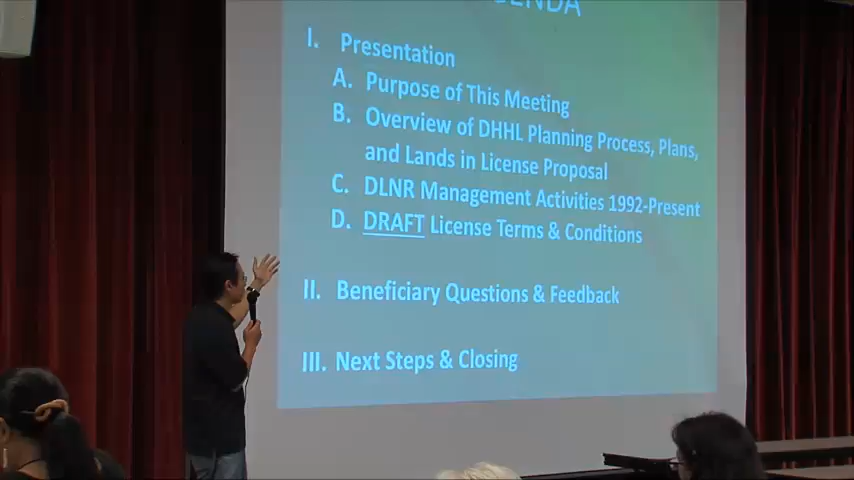 I. Presentation
A. Purpose of This Meeting
B. Overview of DHHL Planning Process, Plans,
and Lands in License Proposal
C. DLNR Management Activities 1992-Present
D. DRAFT License Terms & Conditions
II. Beneficiary Questions & Feedback
III. Next Steps & Closing